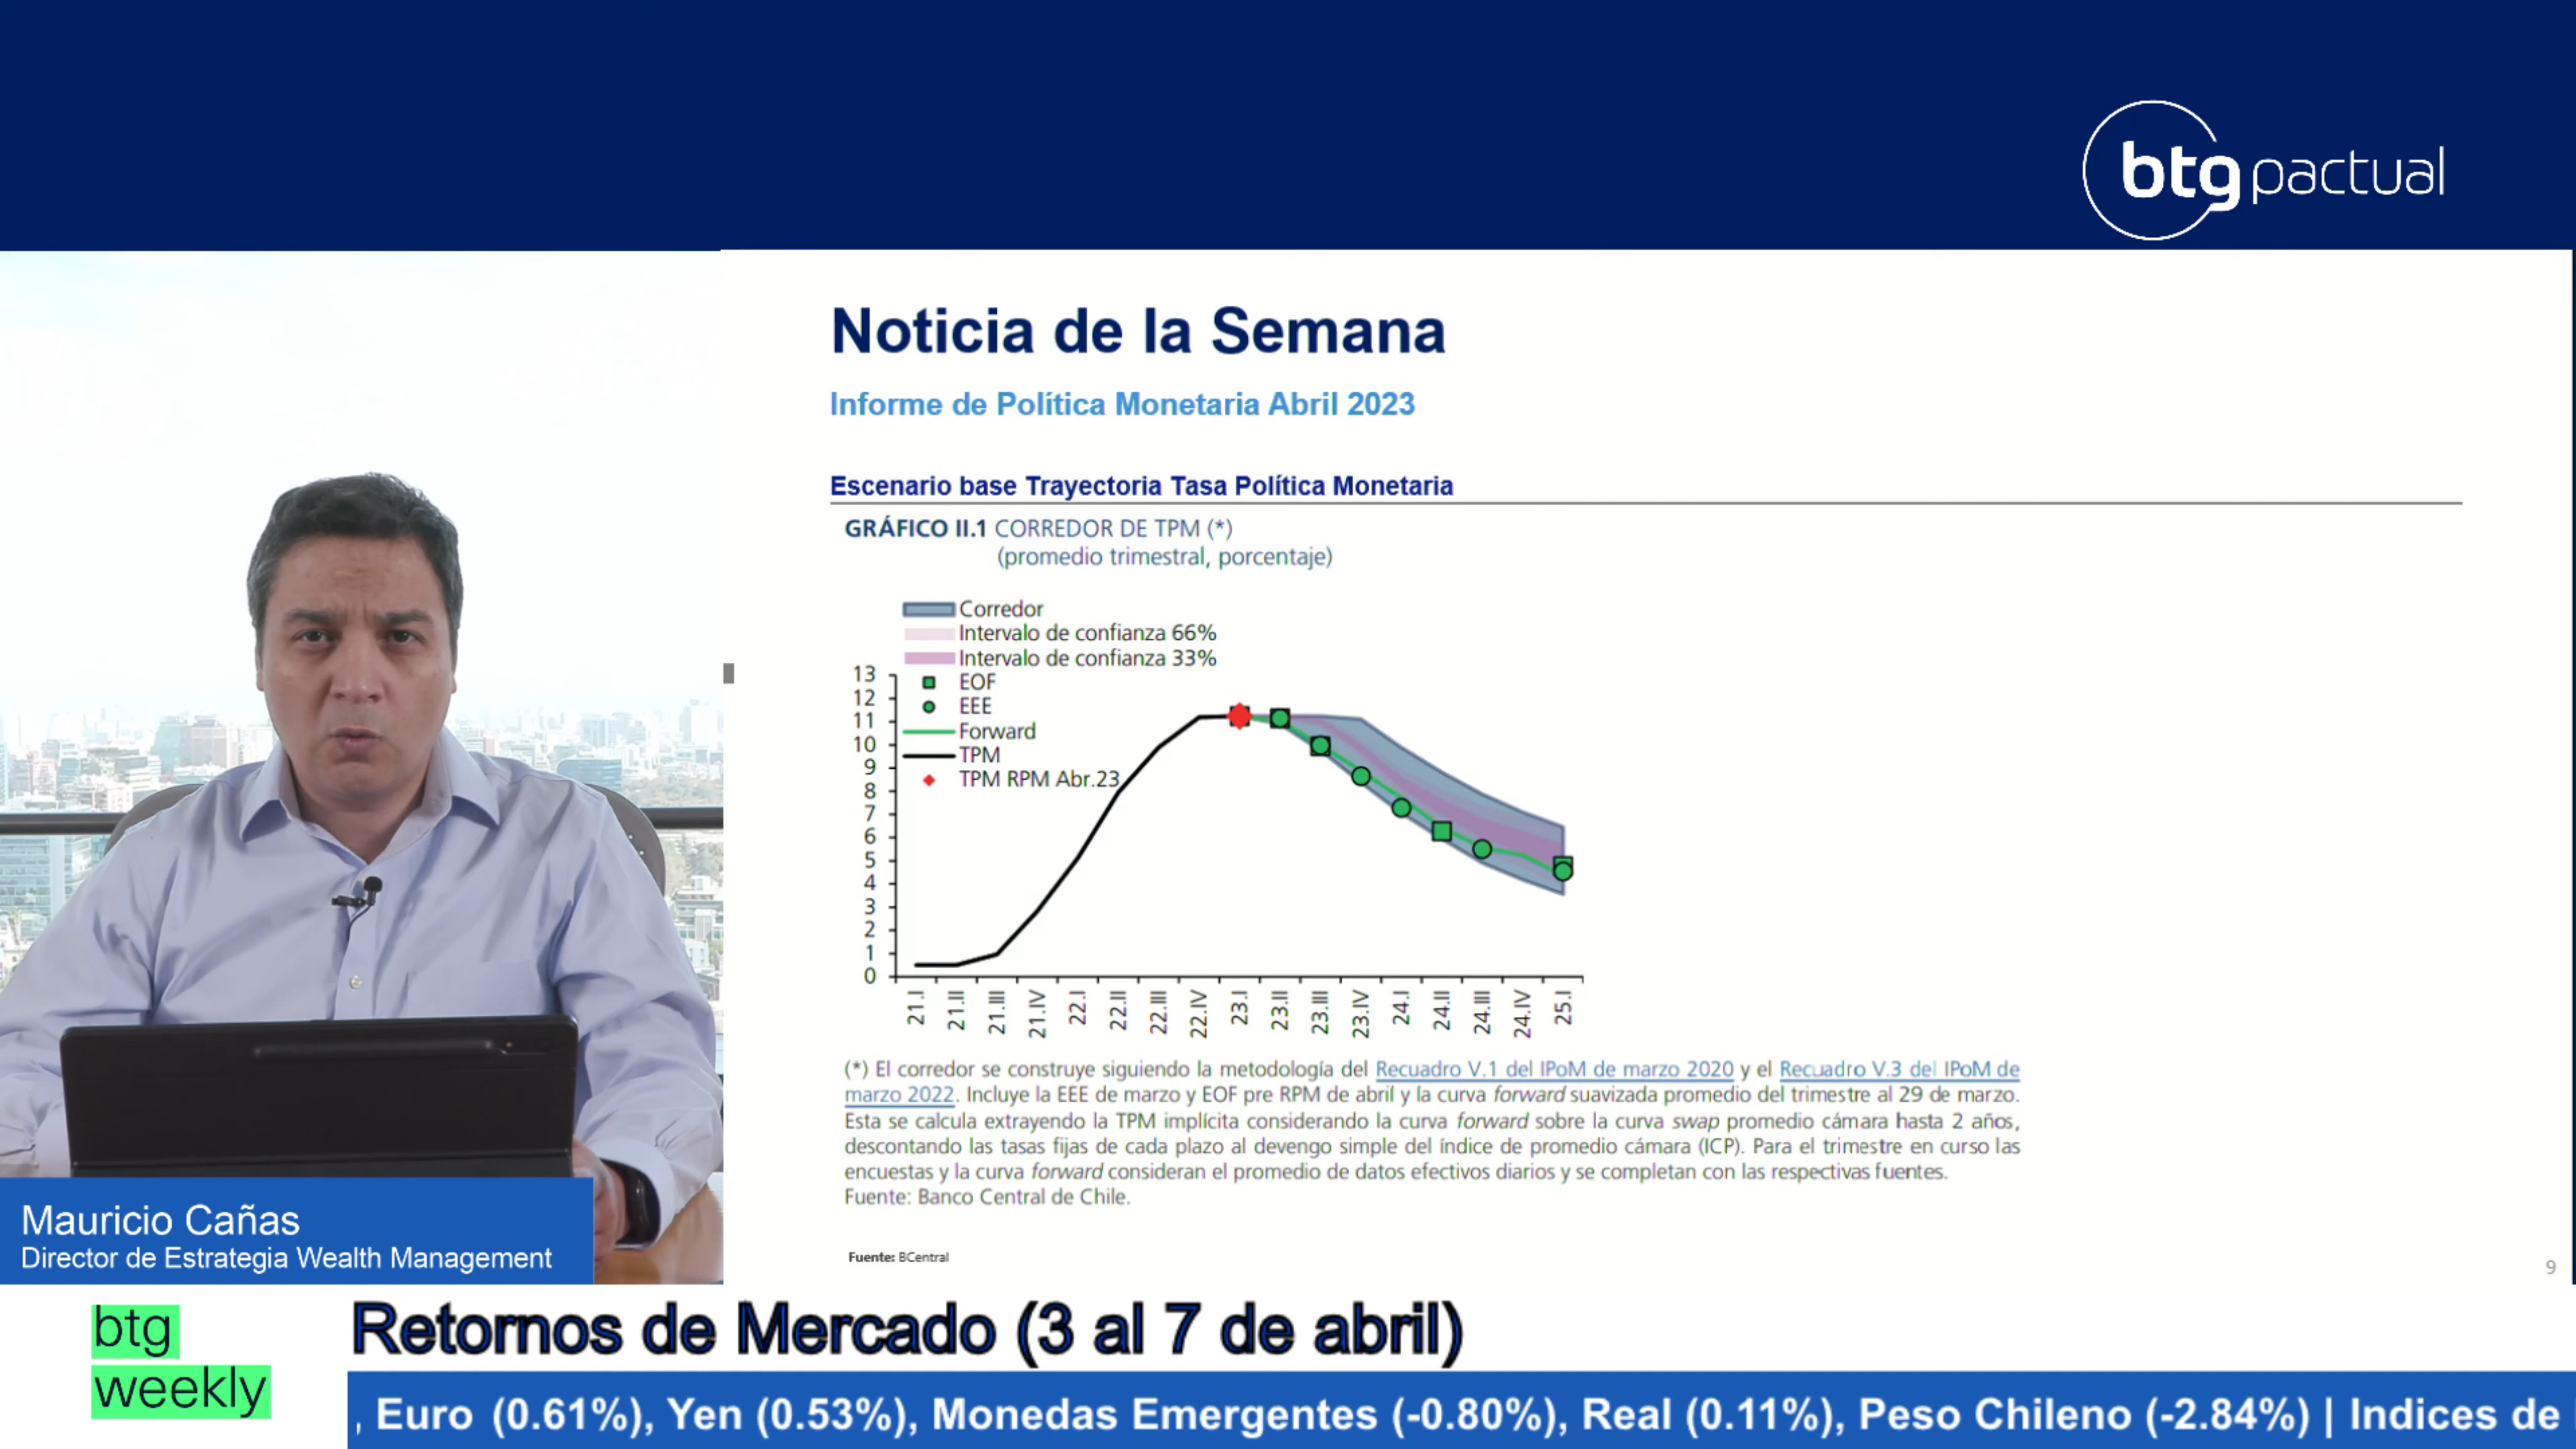 btg pactual
Noticia de la Semana
Informe de Política Monetaria Abril 2023
Escenario base Trayectoria Tasa Política Monetaria
GRÁFICO II.1 CORREDOR DE TPM (*)
(promedio trimestral, porcentaje)
Corredor
Intervalo de confianza 66%
Intervalo de confianza 33%
EOF
EEE
Forward
TPM
TPM RPM Abr.23
13
12
11
10
9
8
7
6
5
4
3
2
1
0
21.I
21.II
21.III
21.IV
22.I
22.II
22.III
22.IV
23.I
23.II
23.III
23.IV
24.I
24.II
24.III
24.IV
25.I
(*) El corredor se construye siguiendo la metodología del Recuadro V.1 del IPoM de marzo 2020 y el Recuadro V.3 del IPoM de
marzo 2022. Incluye la EEE de marzo y EOF pre RPM de abril y la curva forward suavizada promedio del trimestre al 29 de marzo.
Esta se calcula extrayendo la TPM implícita considerando la curva forward sobre la curva swap promedio cámara hasta 2 años,
descontando las tasas fijas de cada plazo al devengo simple del índice de promedio cámara (ICP). Para el trimestre en curso las
encuestas y la curva forward consideran el promedio de datos efectivos diarios y se completan con las respectivas fuentes.
Fuente: Banco Central de Chile.
Fuente: BCentral
9
Mauricio Cañas
Director de Estrategia Wealth Management
btg
weekly
Retornos de Mercado (3 al 7 de abril)
, Euro (0.61%), Yen (0.53%), Monedas Emergentes (-0.80%), Real (0.11%), Peso Chileno (-2.84%) | Indices de